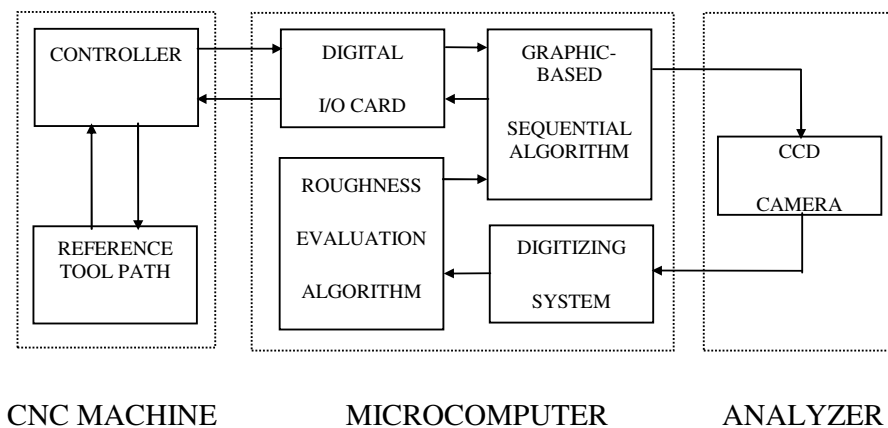 CONTROLLER
REFERENCE
TOOL PATH
DIGITAL
I/O CARD
GRAPHIC-
BASED
SEQUENTIAL
ALGORITHM
ROUGHNESS
EVALUATION
ALGORITHM
DIGITIZING
SYSTEM
CCD
CAMERA
CNC MACHINE
MICROCOMPUTER
ANALYZER